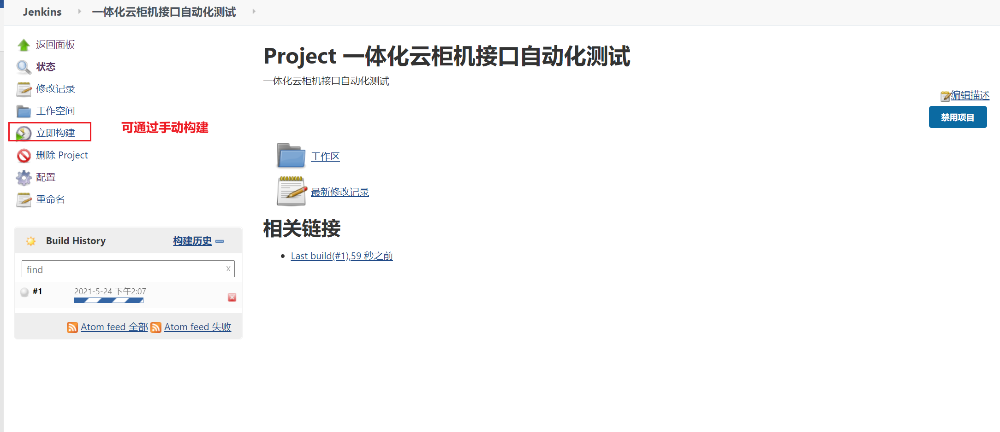 Jenkins
一体化云柜机接口自动化测试
返回面板
状态
修改记录
工作空间
立即构建
可通过手动构建
删除 Project
配置
重命名
Build History
构建历史
find
x
#1
2021-5-24 下午2:07
Atom feed 全部
Atom feed 失败
Project 一体化云柜机接口自动化测试
一体化云柜机接口自动化测试
编辑描述
禁用项目
工作区
最新修改记录
相关链接
Last build(#1),59 秒之前